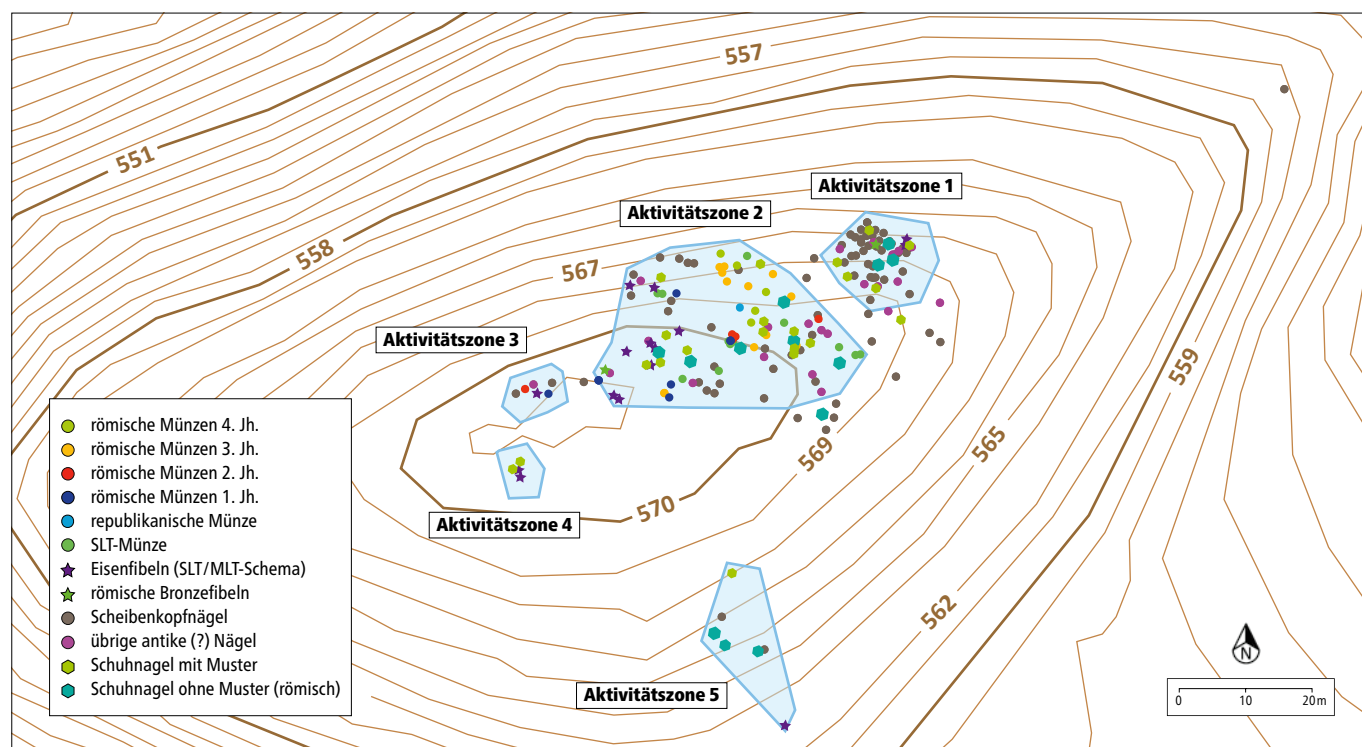 557
551
Aktivitätszone 1
Aktivitätszone 2
558
567
Aktivitätszone 3
559
römische Münzen 4. Jh.
römische Münzen 3. Jh.
römische Münzen 2. Jh.
römische Münzen 1. Jh.
republikanische Münze
SLT-Münze
Eisenfibeln (SLT/MLT-Schema)
römische Bronzefibeln
Scheibenkopfnägel
übrige antike (?) Nägel
Schuhnagel mit Muster
Schuhnagel ohne Muster (römisch)
565
569
570
Aktivitätszone 4
562
Aktivitätszone 5
N
0 10 20 m